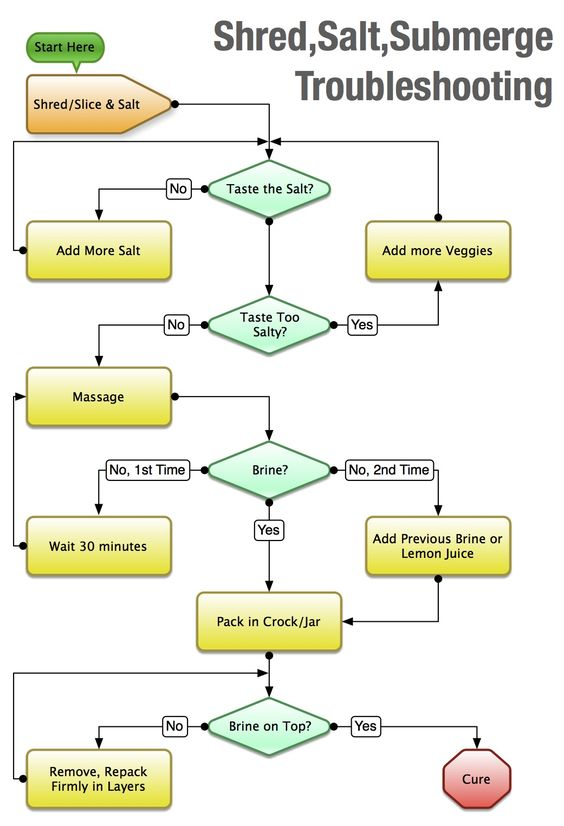 Shred,Salt,Submerge
Troubleshooting
Start Here
Shred/Slice & Salt
Taste the Salt?
No
Add More Salt
Add more Veggies
Taste Too
Salty?
No
Yes
Massage
Brine?
No, 1st Time
No, 2nd Time
Yes
Wait 30 minutes
Add Previous Brine or
Lemon Juice
Pack in Crock/Jar
Brine on Top?
No
Yes
Remove, Repack
Firmly in Layers
Cure